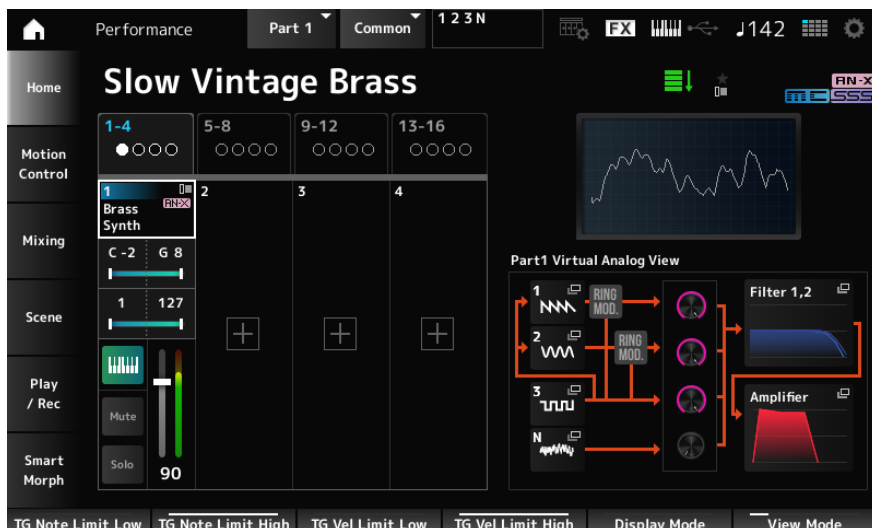 Performance
Part 1
Common
1 2 3 N
FX
♩142
Home
Slow Vintage Brass
AN-X
MC SSS
1-4
5-8
9-12
13-16
Motion
Control
1
AN-X
Brass
Synth
2
3
4
Mixing
C -2
G 8
Part1 Virtual Analog View
1
RING
MOD.
Filter 1,2
Scene
1
127
2
RING
MOD.
Play
/ Rec
3
Amplifier
Mute
N
Smart
Morph
Solo
90
TG Note Limit Low
TG Note Limit High
TG Vel Limit Low
TG Vel Limit High
Display Mode
View Mode